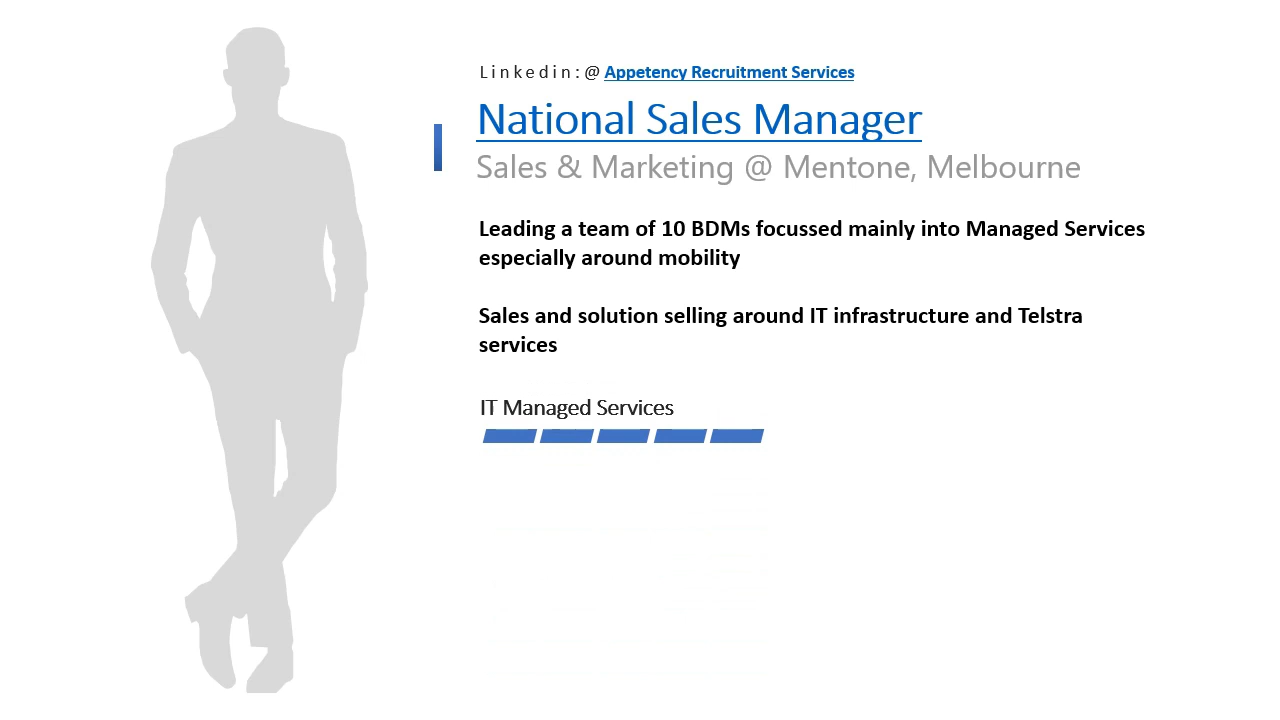 Linkedin:@ Appetency Recruitment Services
National Sales Manager
Sales & Marketing @ Mentone, Melbourne
Leading a team of 10 BDMs focussed mainly into Managed Services
especially around mobility
Sales and solution selling around IT infrastructure and Telstra
services
IT Managed Services